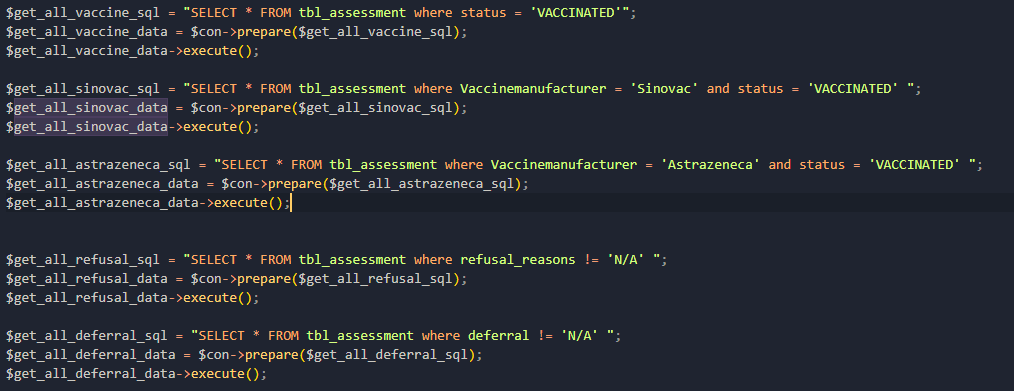 $get_all_vaccine_sql = "SELECT * FROM tbl_assessment where status = 'VACCINATED'";
$get_all_vaccine_data = $con->prepare($get_all_vaccine_sql);
$get_all_vaccine_data->execute();
$get_all_sinovac_sql = "SELECT * FROM tbl_assessment where Vaccinemanufacturer = 'Sinovac' and status = 'VACCINATED' ";
$get_all_sinovac_data = $con->prepare($get_all_sinovac_sql);
$get_all_sinovac_data->execute();
$get_all_astrazeneca_sql = "SELECT * FROM tbl_assessment where Vaccinemanufacturer = 'Astrazeneca' and status = 'VACCINATED' ";
$get_all_astrazeneca_data = $con->prepare($get_all_astrazeneca_sql);
$get_all_astrazeneca_data->execute();
$get_all_refusal_sql = "SELECT * FROM tbl_assessment where refusal_reasons != 'N/A' ";
$get_all_refusal_data = $con->prepare($get_all_refusal_sql);
$get_all_refusal_data->execute();
$get_all_deferral_sql = "SELECT * FROM tbl_assessment where deferral != 'N/A' ";
$get_all_deferral_data = $con->prepare($get_all_deferral_sql);
$get_all_deferral_data->execute();